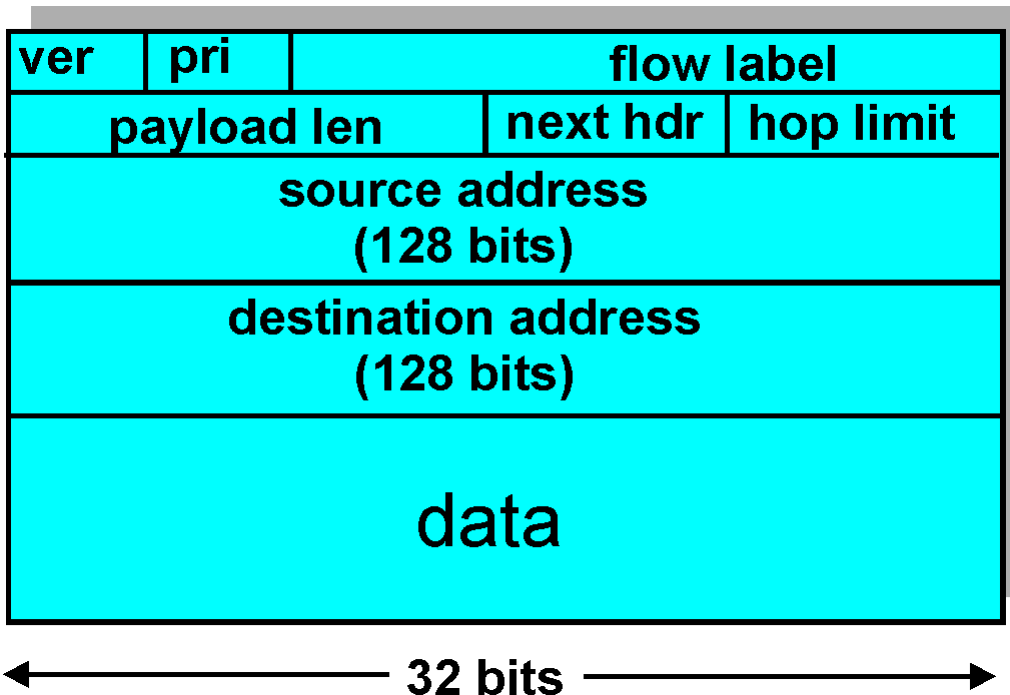 ver pri flow label
payload len next hdr hop limit
source address
(128 bits)
destination address
(128 bits)
data
32 bits